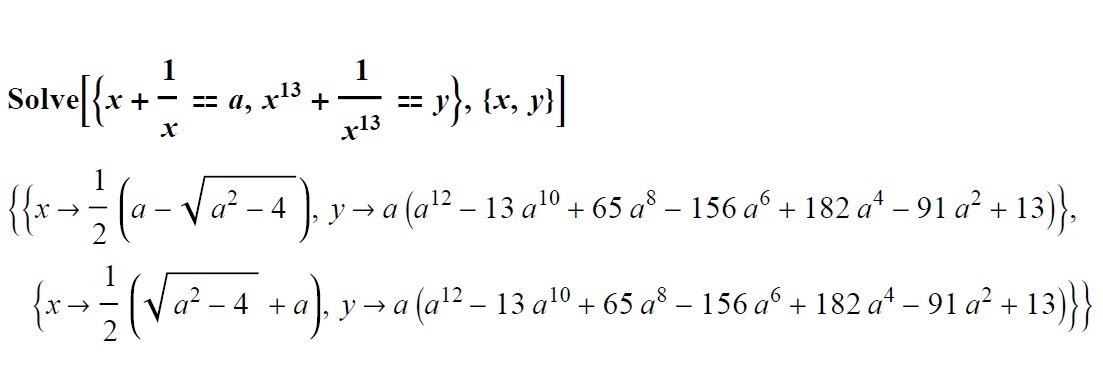 Solve[{x + 1/x == a, x^13 + 1/x^13 == y}, {x, y}]
{{x → 1/2 (a − √(a^2 − 4)), y → a (a^12 − 13 a^10 + 65 a^8 − 156 a^6 + 182 a^4 − 91 a^2 + 13)},
{x → 1/2 (√(a^2 − 4) + a), y → a (a^12 − 13 a^10 + 65 a^8 − 156 a^6 + 182 a^4 − 91 a^2 + 13)}}